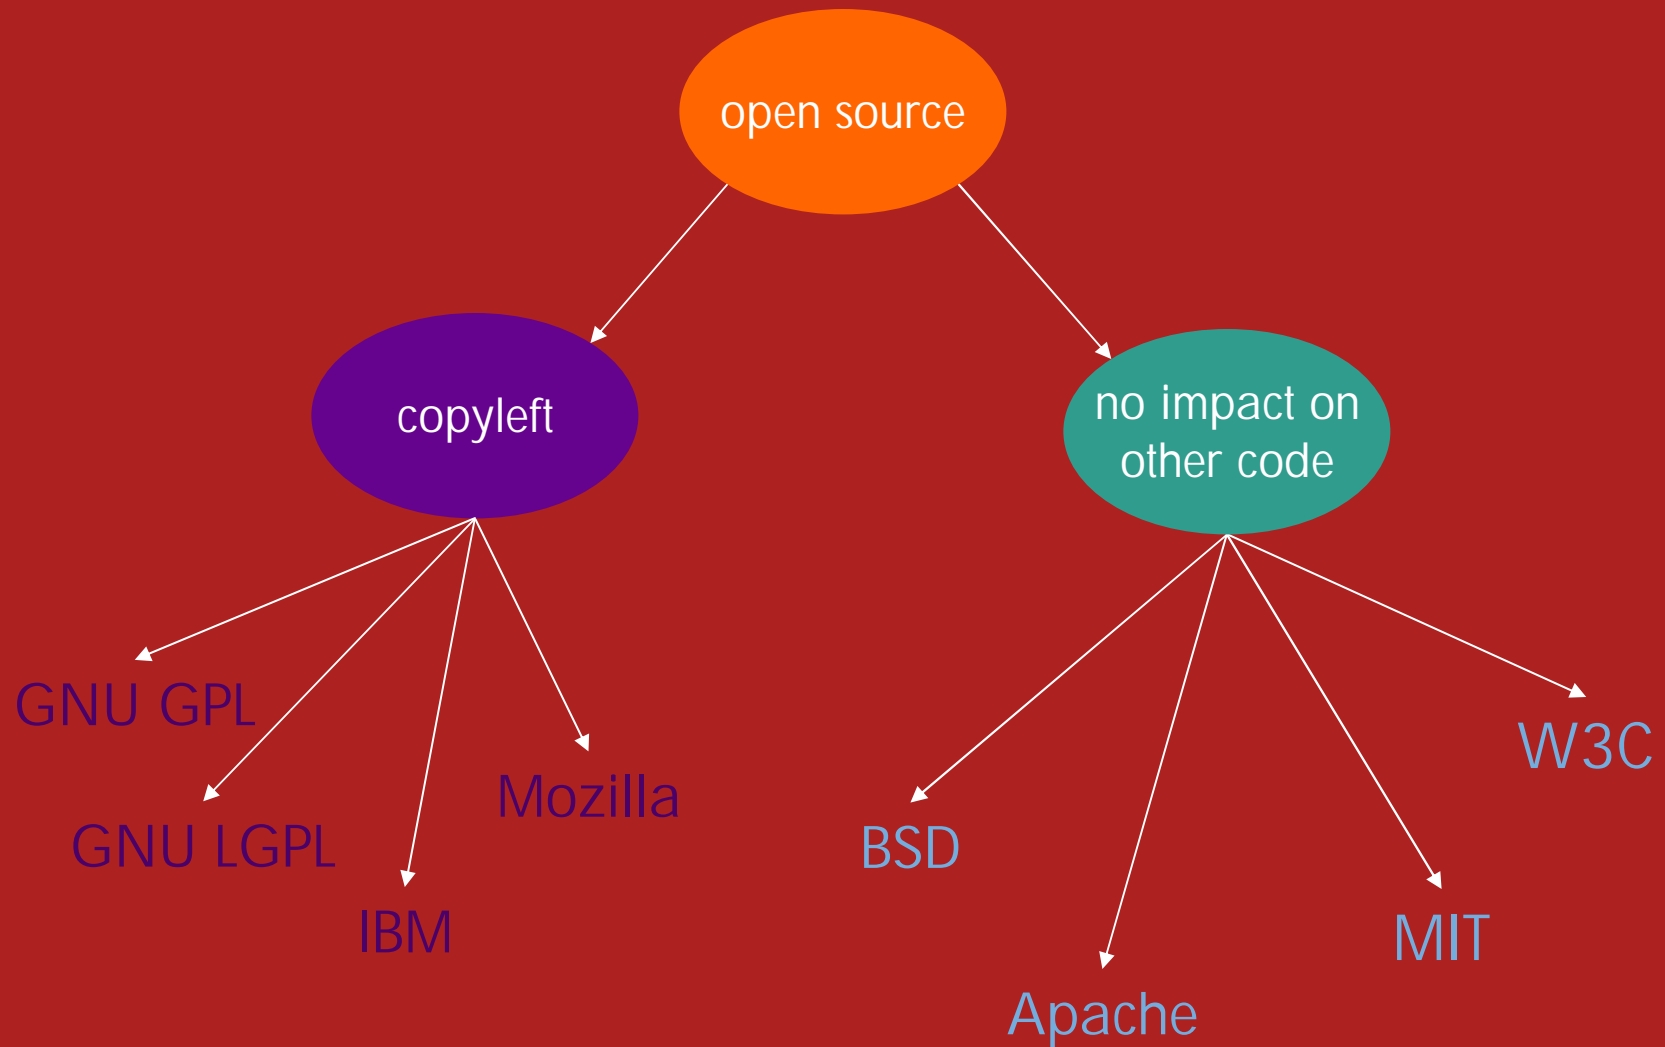 open source
copyleft
no impact on
other code
GNU GPL
GNU LGPL
IBM
Mozilla
BSD
Apache
MIT
W3C